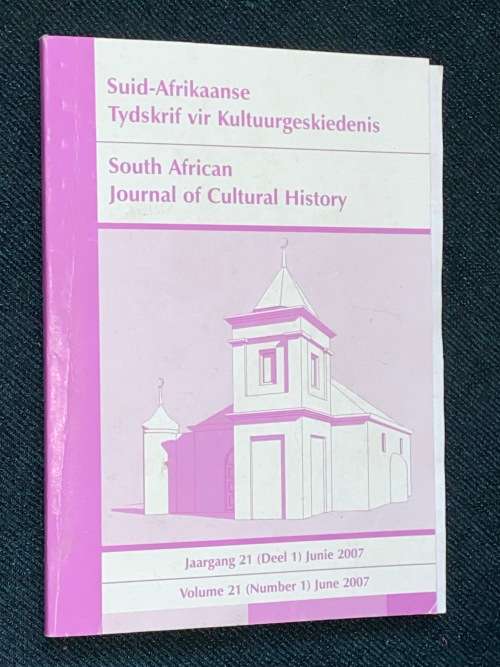 Suid-Afrikaanse
Tydskrif vir Kultuurgeskiedenis
South African
Journal of Cultural History
Jaargang 21 (Deel 1) Junie 2007
Volume 21 (Number 1) June 2007